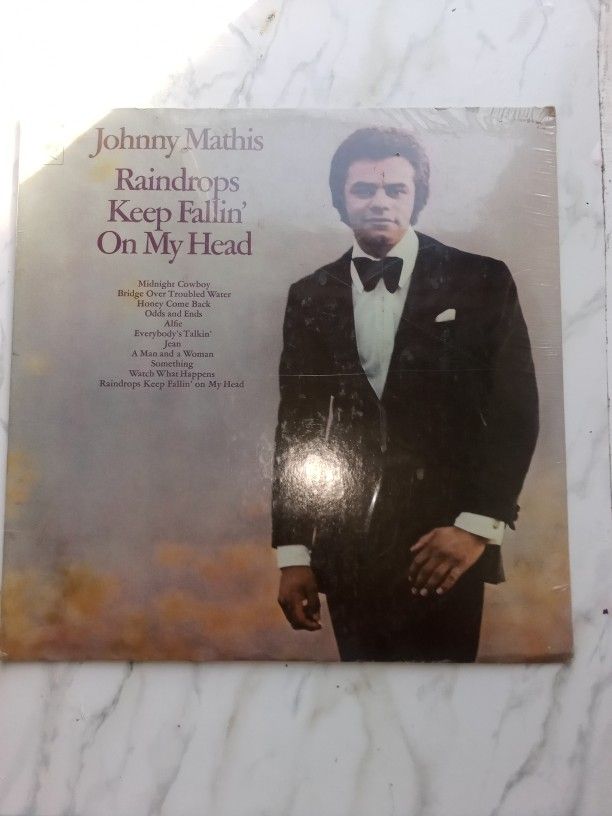 Johnny Mathis
Raindrops
Keep Fallin'
On My Head
Midnight Cowboy
Bridge Over Troubled Water
Honey Come Back
Odds and Ends
Alfie
Everybody's Talkin'
Jean
A Man and a Woman
Something
Watch What Happens
Raindrops Keep Fallin' on My Head